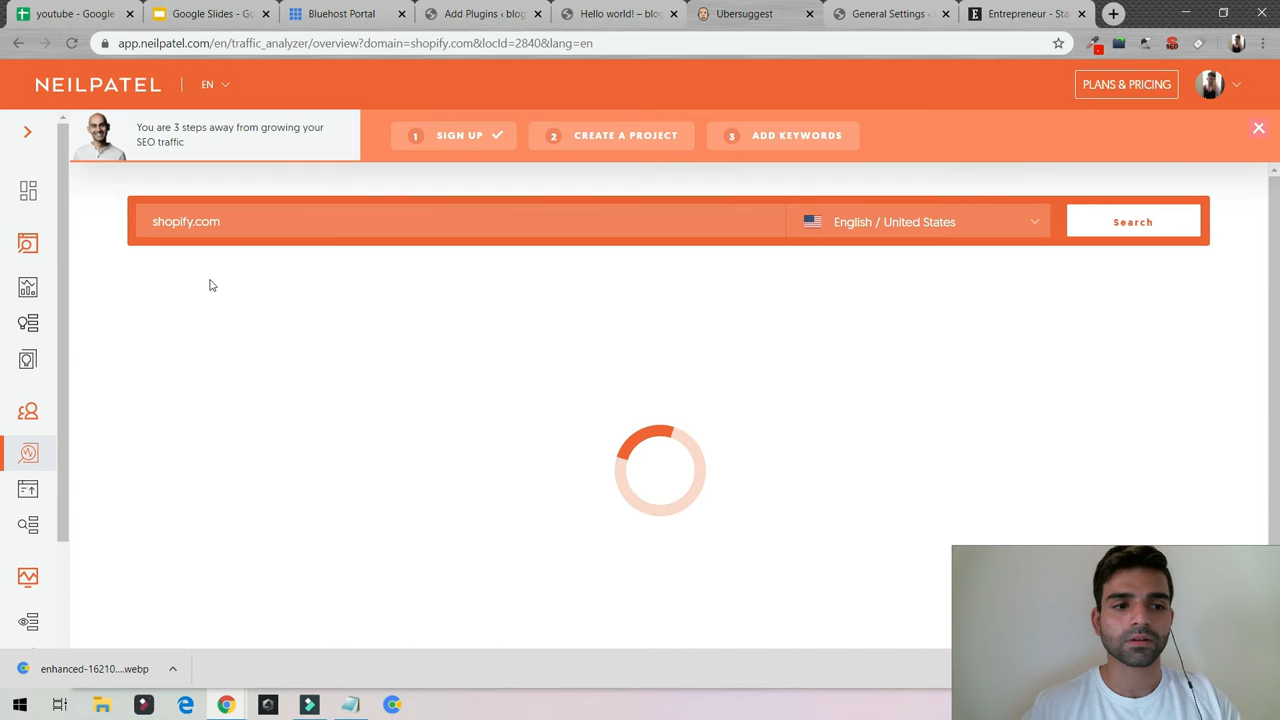 youtube - Google
Google Slides - Go
Bluehost Portal
Add Plugins ‹ blog
Hello world! – blog
Ubersuggest
General Settings ‹
Entrepreneur - Sta
app.neilpatel.com/en/traffic_analyzer/overview?domain=shopify.com&locId=2840&lang=en
NEILPATEL
EN
PLANS & PRICING
You are 3 steps away from growing your
SEO traffic
1 SIGN UP
2 CREATE A PROJECT
3 ADD KEYWORDS
shopify.com
English / United States
Search
enhanced-16210....webp